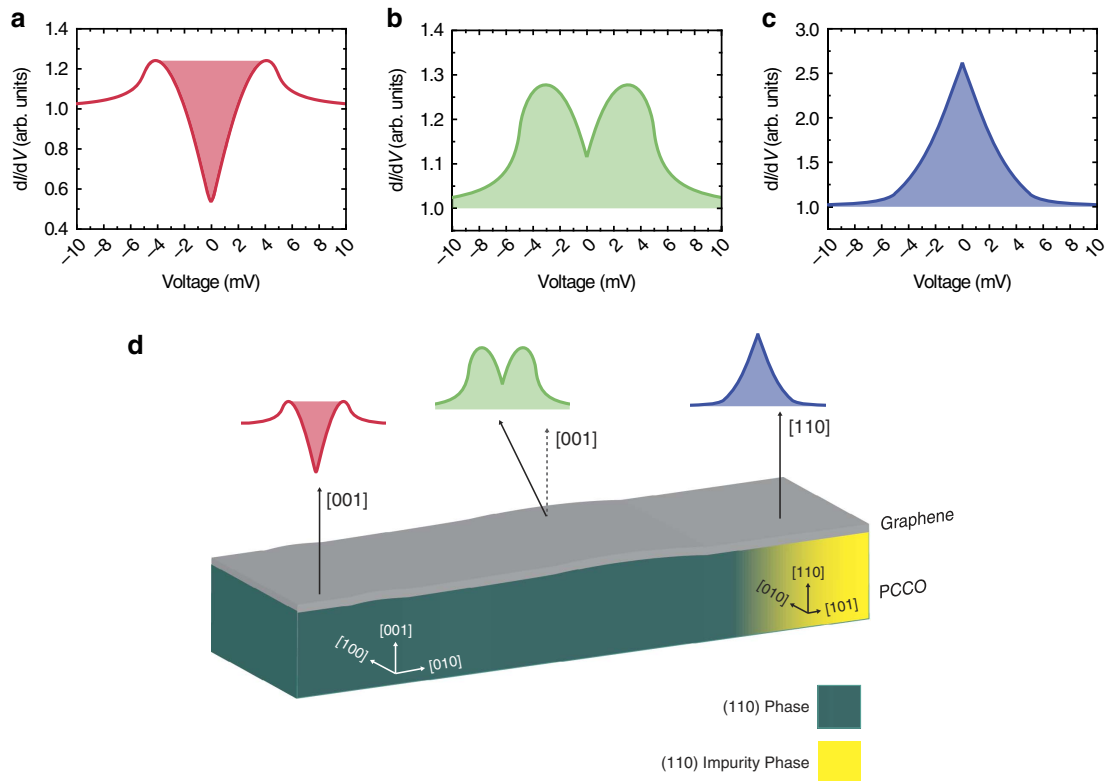 a
b
c
1.4
1.2
1.0
0.8
0.6
0.4
dI/dV (arb. units)
–10 –8 –6 –4 –2 0 2 4 6 8 10
Voltage (mV)
1.4
1.3
1.2
1.1
1.0
dI/dV (arb. units)
–10 –8 –6 –4 –2 0 2 4 6 8 10
Voltage (mV)
3.0
2.5
2.0
1.5
1.0
dI/dV (arb. units)
–10 –8 –6 –4 –2 0 2 4 6 8 10
Voltage (mV)
d
[001]
[001]
[110]
Graphene
PCCO
[110]
[010]
[101]
[001]
[100]
[010]
(110) Phase
(110) Impurity Phase